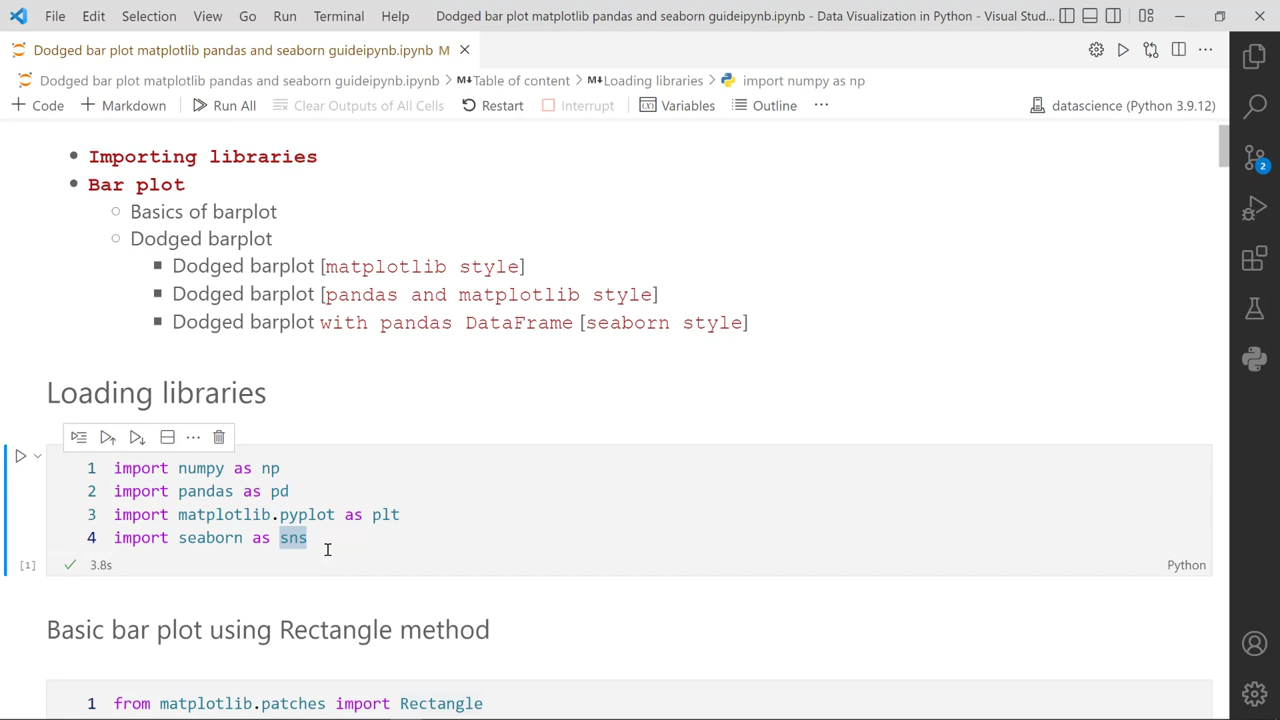 File Edit Selection View Go Run Terminal Help Dodged bar plot matplotlib pandas and seaborn guideipynb.ipynb - Data Visualization in Python - Visual Stud...
Dodged bar plot matplotlib pandas and seaborn guideipynb.ipynb M
Dodged bar plot matplotlib pandas and seaborn guideipynb.ipynb > Table of content > Loading libraries > import numpy as np
Code Markdown Run All Clear Outputs of All Cells Restart Interrupt Variables Outline ... datascience (Python 3.9.12)
Importing libraries
Bar plot
Basics of barplot
Dodged barplot
Dodged barplot [matplotlib style]
Dodged barplot [pandas and matplotlib style]
Dodged barplot with pandas DataFrame [seaborn style]
2
Loading libraries
1 import numpy as np
2 import pandas as pd
3 import matplotlib.pyplot as plt
4 import seaborn as sns
[1] 3.8s Python
Basic bar plot using Rectangle method
1 from matplotlib.patches import Rectangle